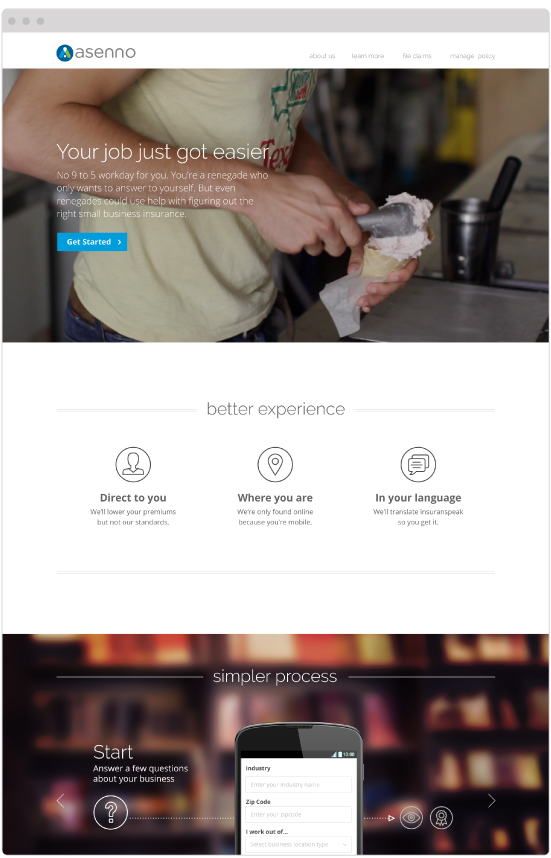 asenno
about us learn more file claims manage policy
Your job just got easier.
No 9 to 5 workday for you. You're a renegade who
only wants to answer to yourself. But even
renegades could use help with figuring out the
right small business insurance.
Get Started
Texas
better experience
Direct to you Where you are In your language
We'll lower your premiums We're only found online We'll translate insuranspeak
but not our standards. because you're mobile. so you get it.
simpler process
Start
Answer a few questions
about your business
?
10:00
Industry
Enter your industry name
Zip Code
Enter your zipcode
I work out of...
Select business location type